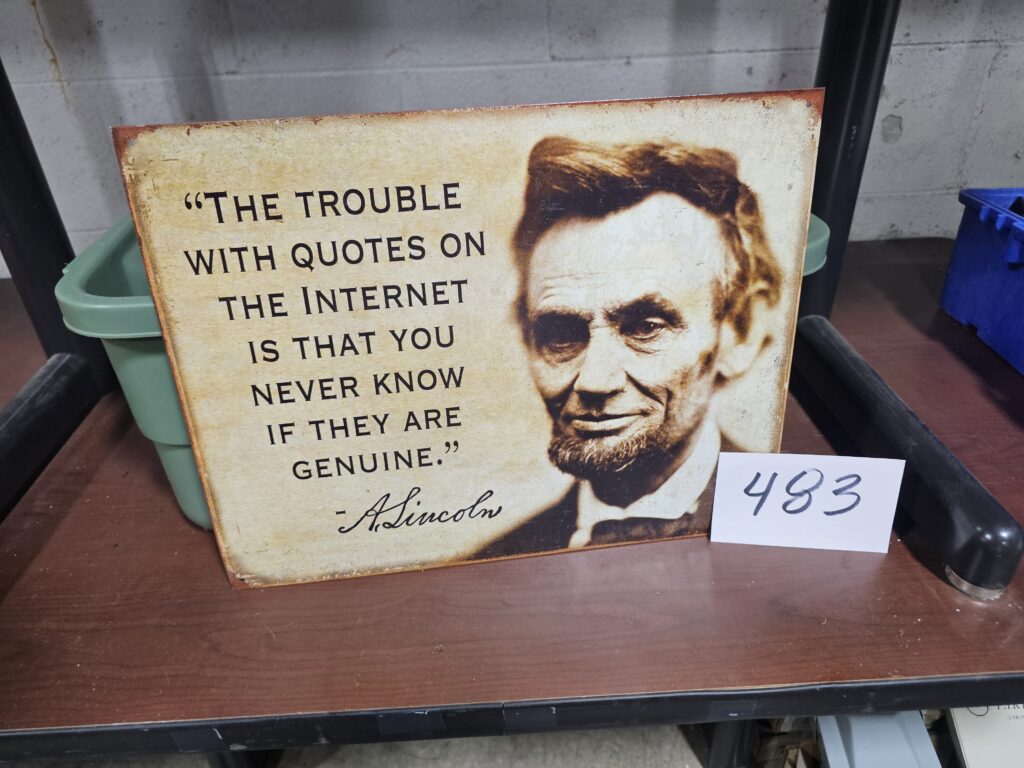 “The trouble
with quotes on
the Internet
is that you
never know
if they are
genuine.”
- A. Lincoln
483